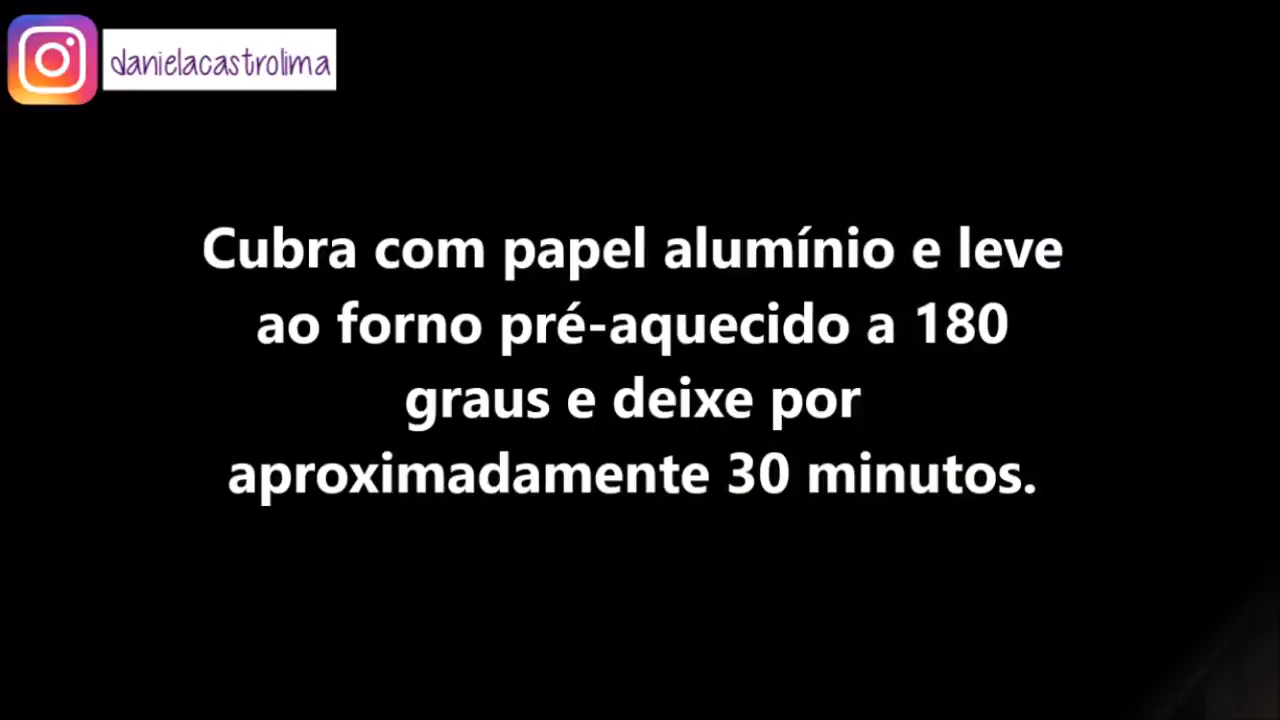 danielacastrolima
Cubra com papel alumínio e leve
ao forno pré-aquecido a 180
graus e deixe por
aproximadamente 30 minutos.